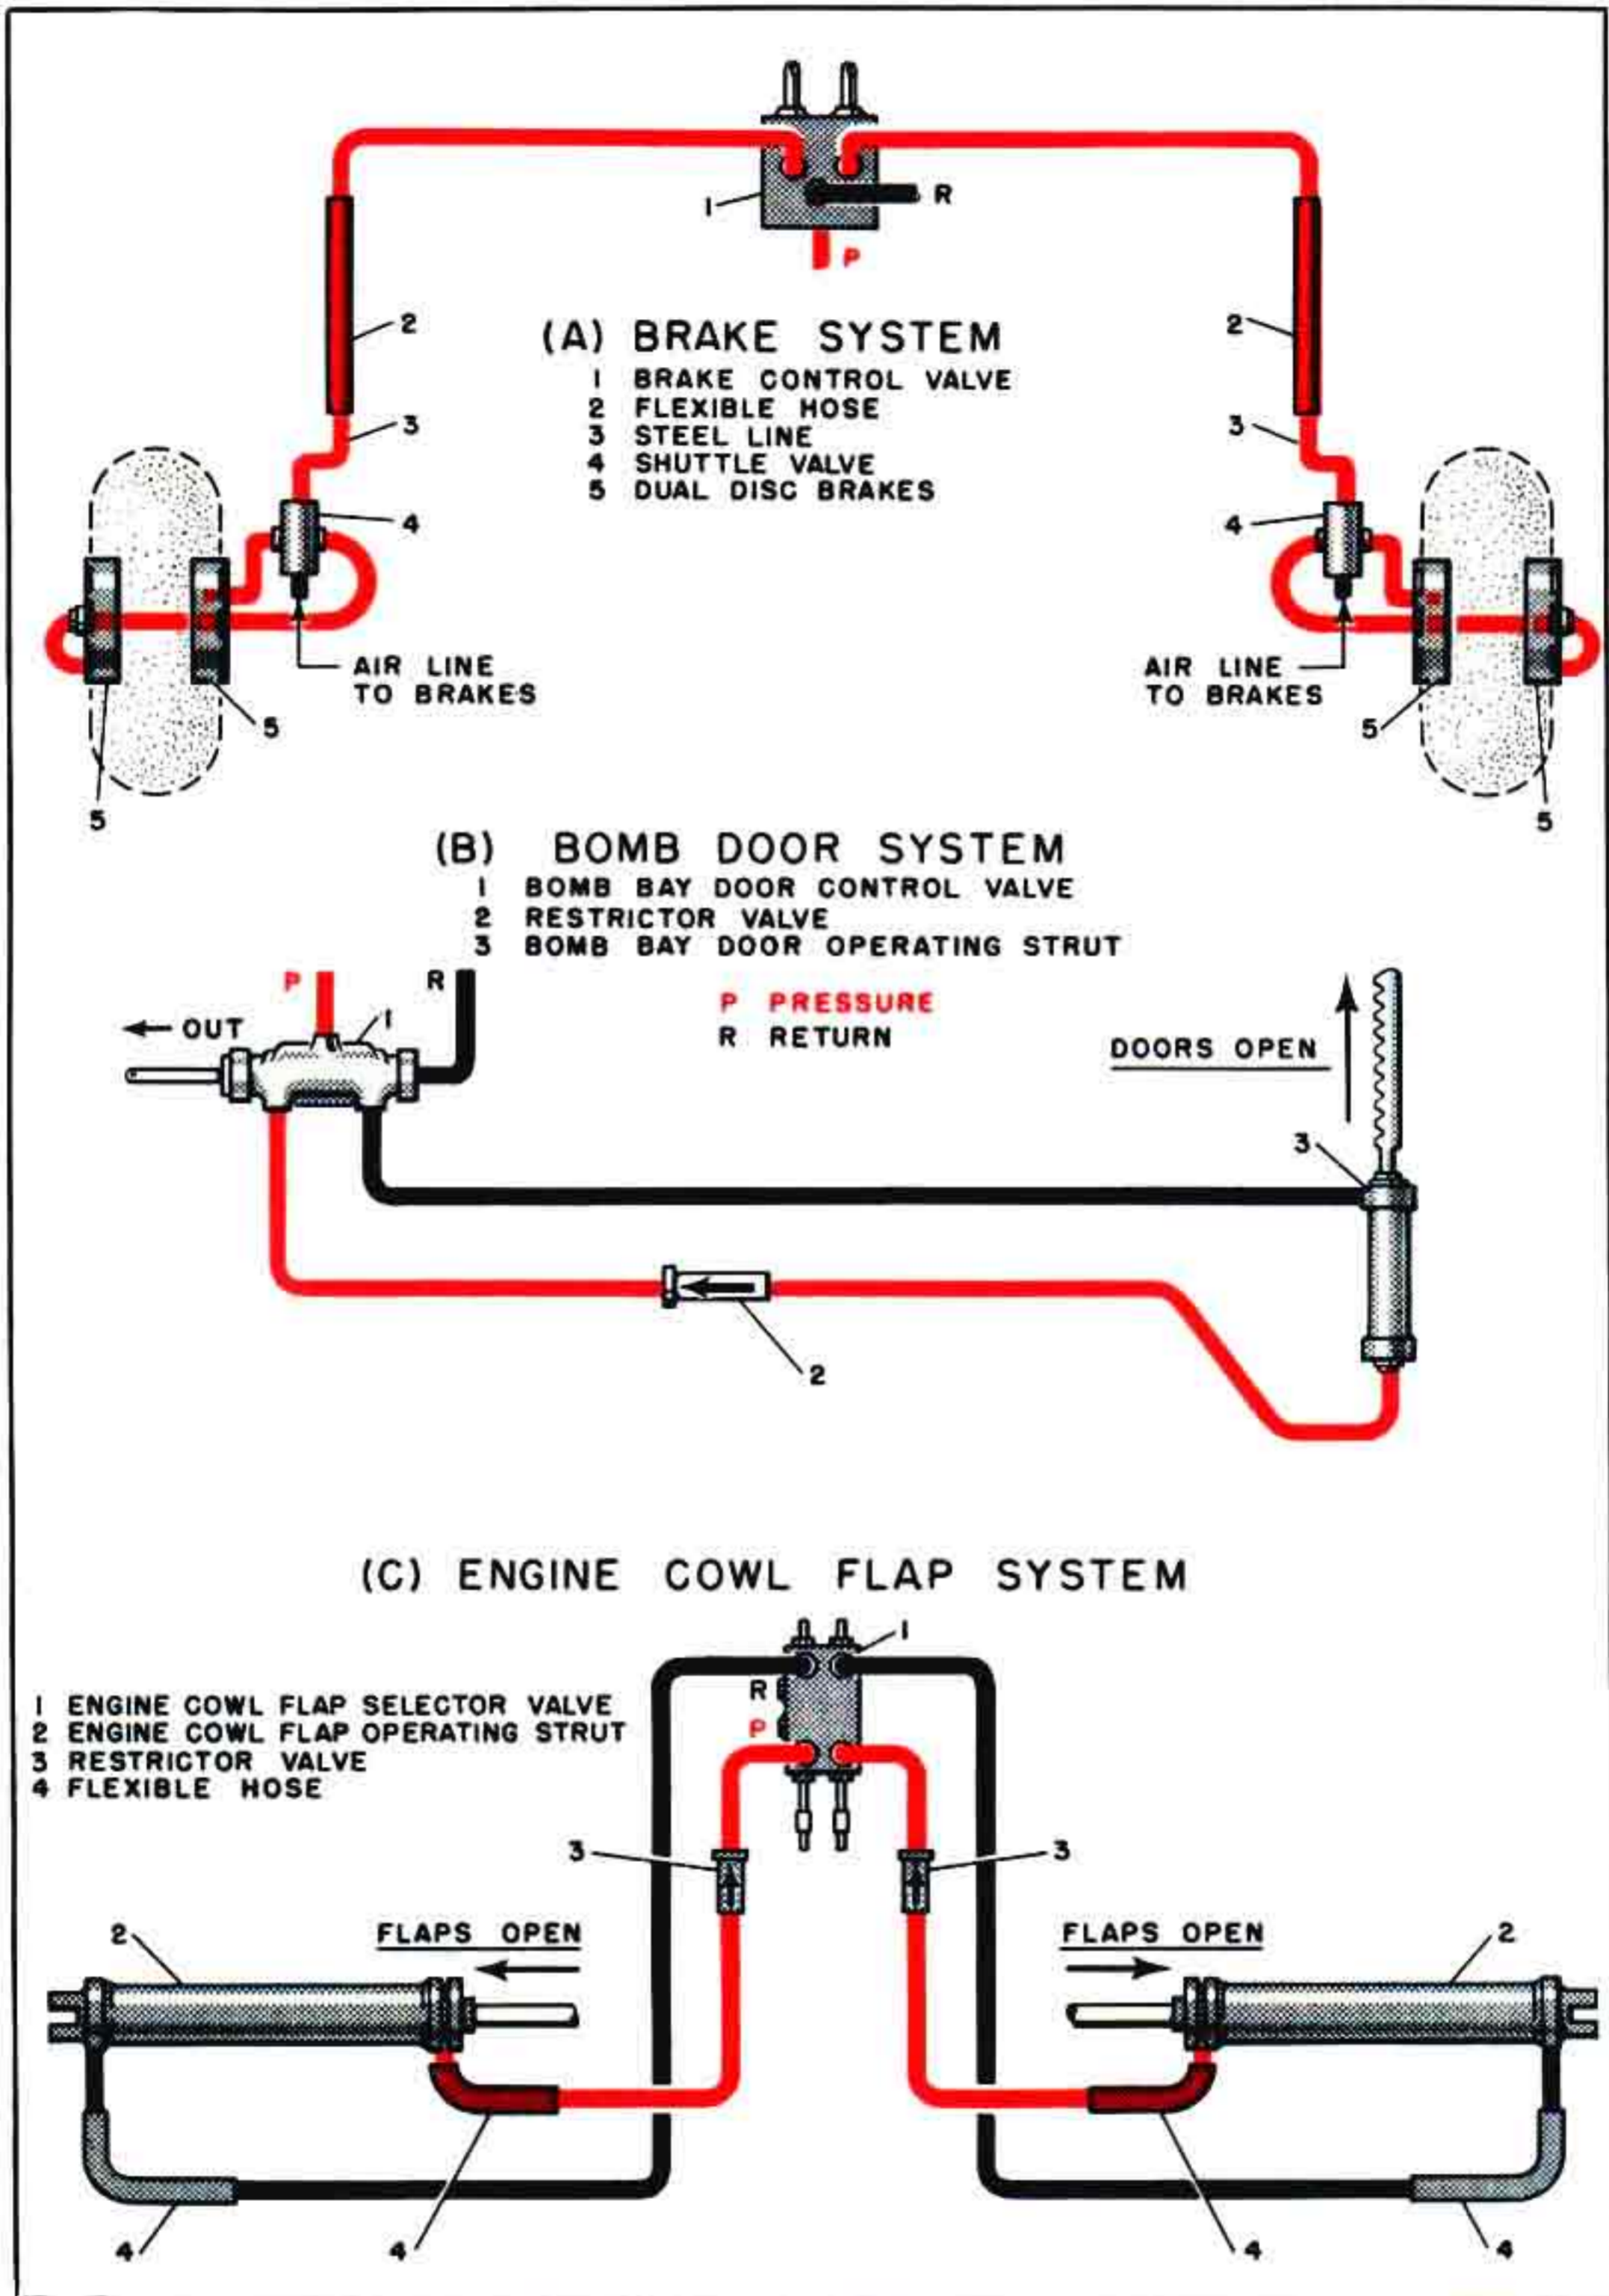 1
R
P
2
2
(A) BRAKE SYSTEM
1 BRAKE CONTROL VALVE
2 FLEXIBLE HOSE
3 STEEL LINE
4 SHUTTLE VALVE
5 DUAL DISC BRAKES
3
3
4
4
AIR LINE
TO BRAKES
AIR LINE
TO BRAKES
5
5
5
5
(B) BOMB DOOR SYSTEM
1 BOMB BAY DOOR CONTROL VALVE
2 RESTRICTOR VALVE
3 BOMB BAY DOOR OPERATING STRUT
P
R
P PRESSURE
R RETURN
OUT
1
DOORS OPEN
3
2
(C) ENGINE COWL FLAP SYSTEM
1
R
P
1 ENGINE COWL FLAP SELECTOR VALVE
2 ENGINE COWL FLAP OPERATING STRUT
3 RESTRICTOR VALVE
4 FLEXIBLE HOSE
3
3
2
FLAPS OPEN
FLAPS OPEN
2
4
4
4
4